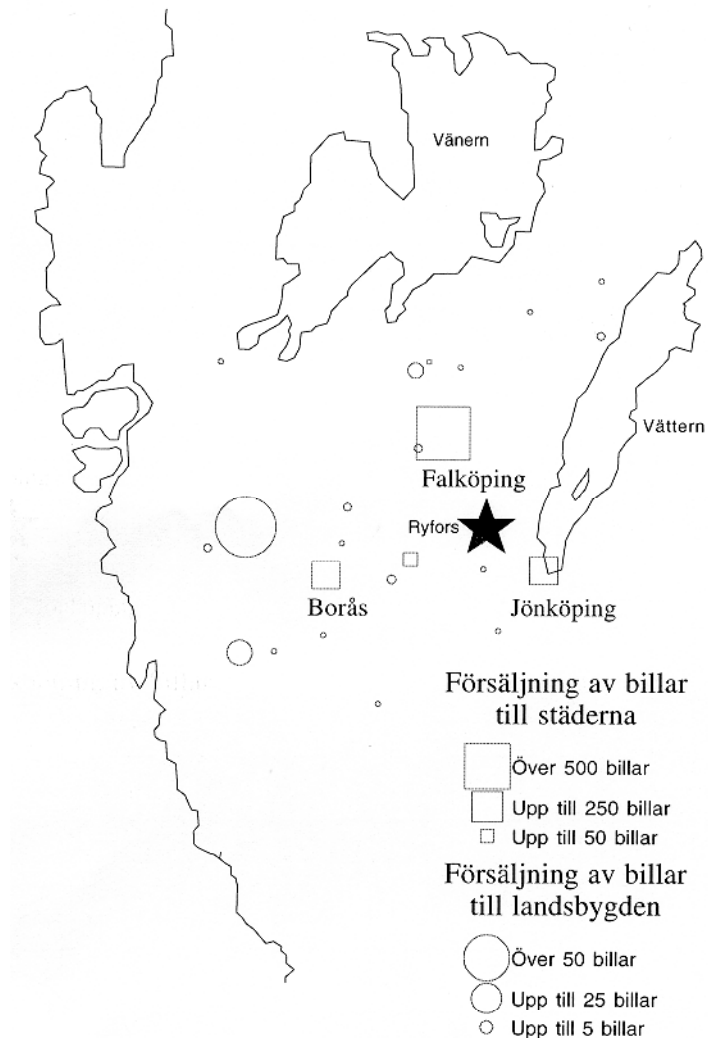 Vänern
Vättern
Falköping
Ryfors
Borås
Jönköping
Försäljning av billar
till städerna
Över 500 billar
Upp till 250 billar
Upp till 50 billar
Försäljning av billar
till landsbygden
Över 50 billar
Upp till 25 billar
Upp till 5 billar